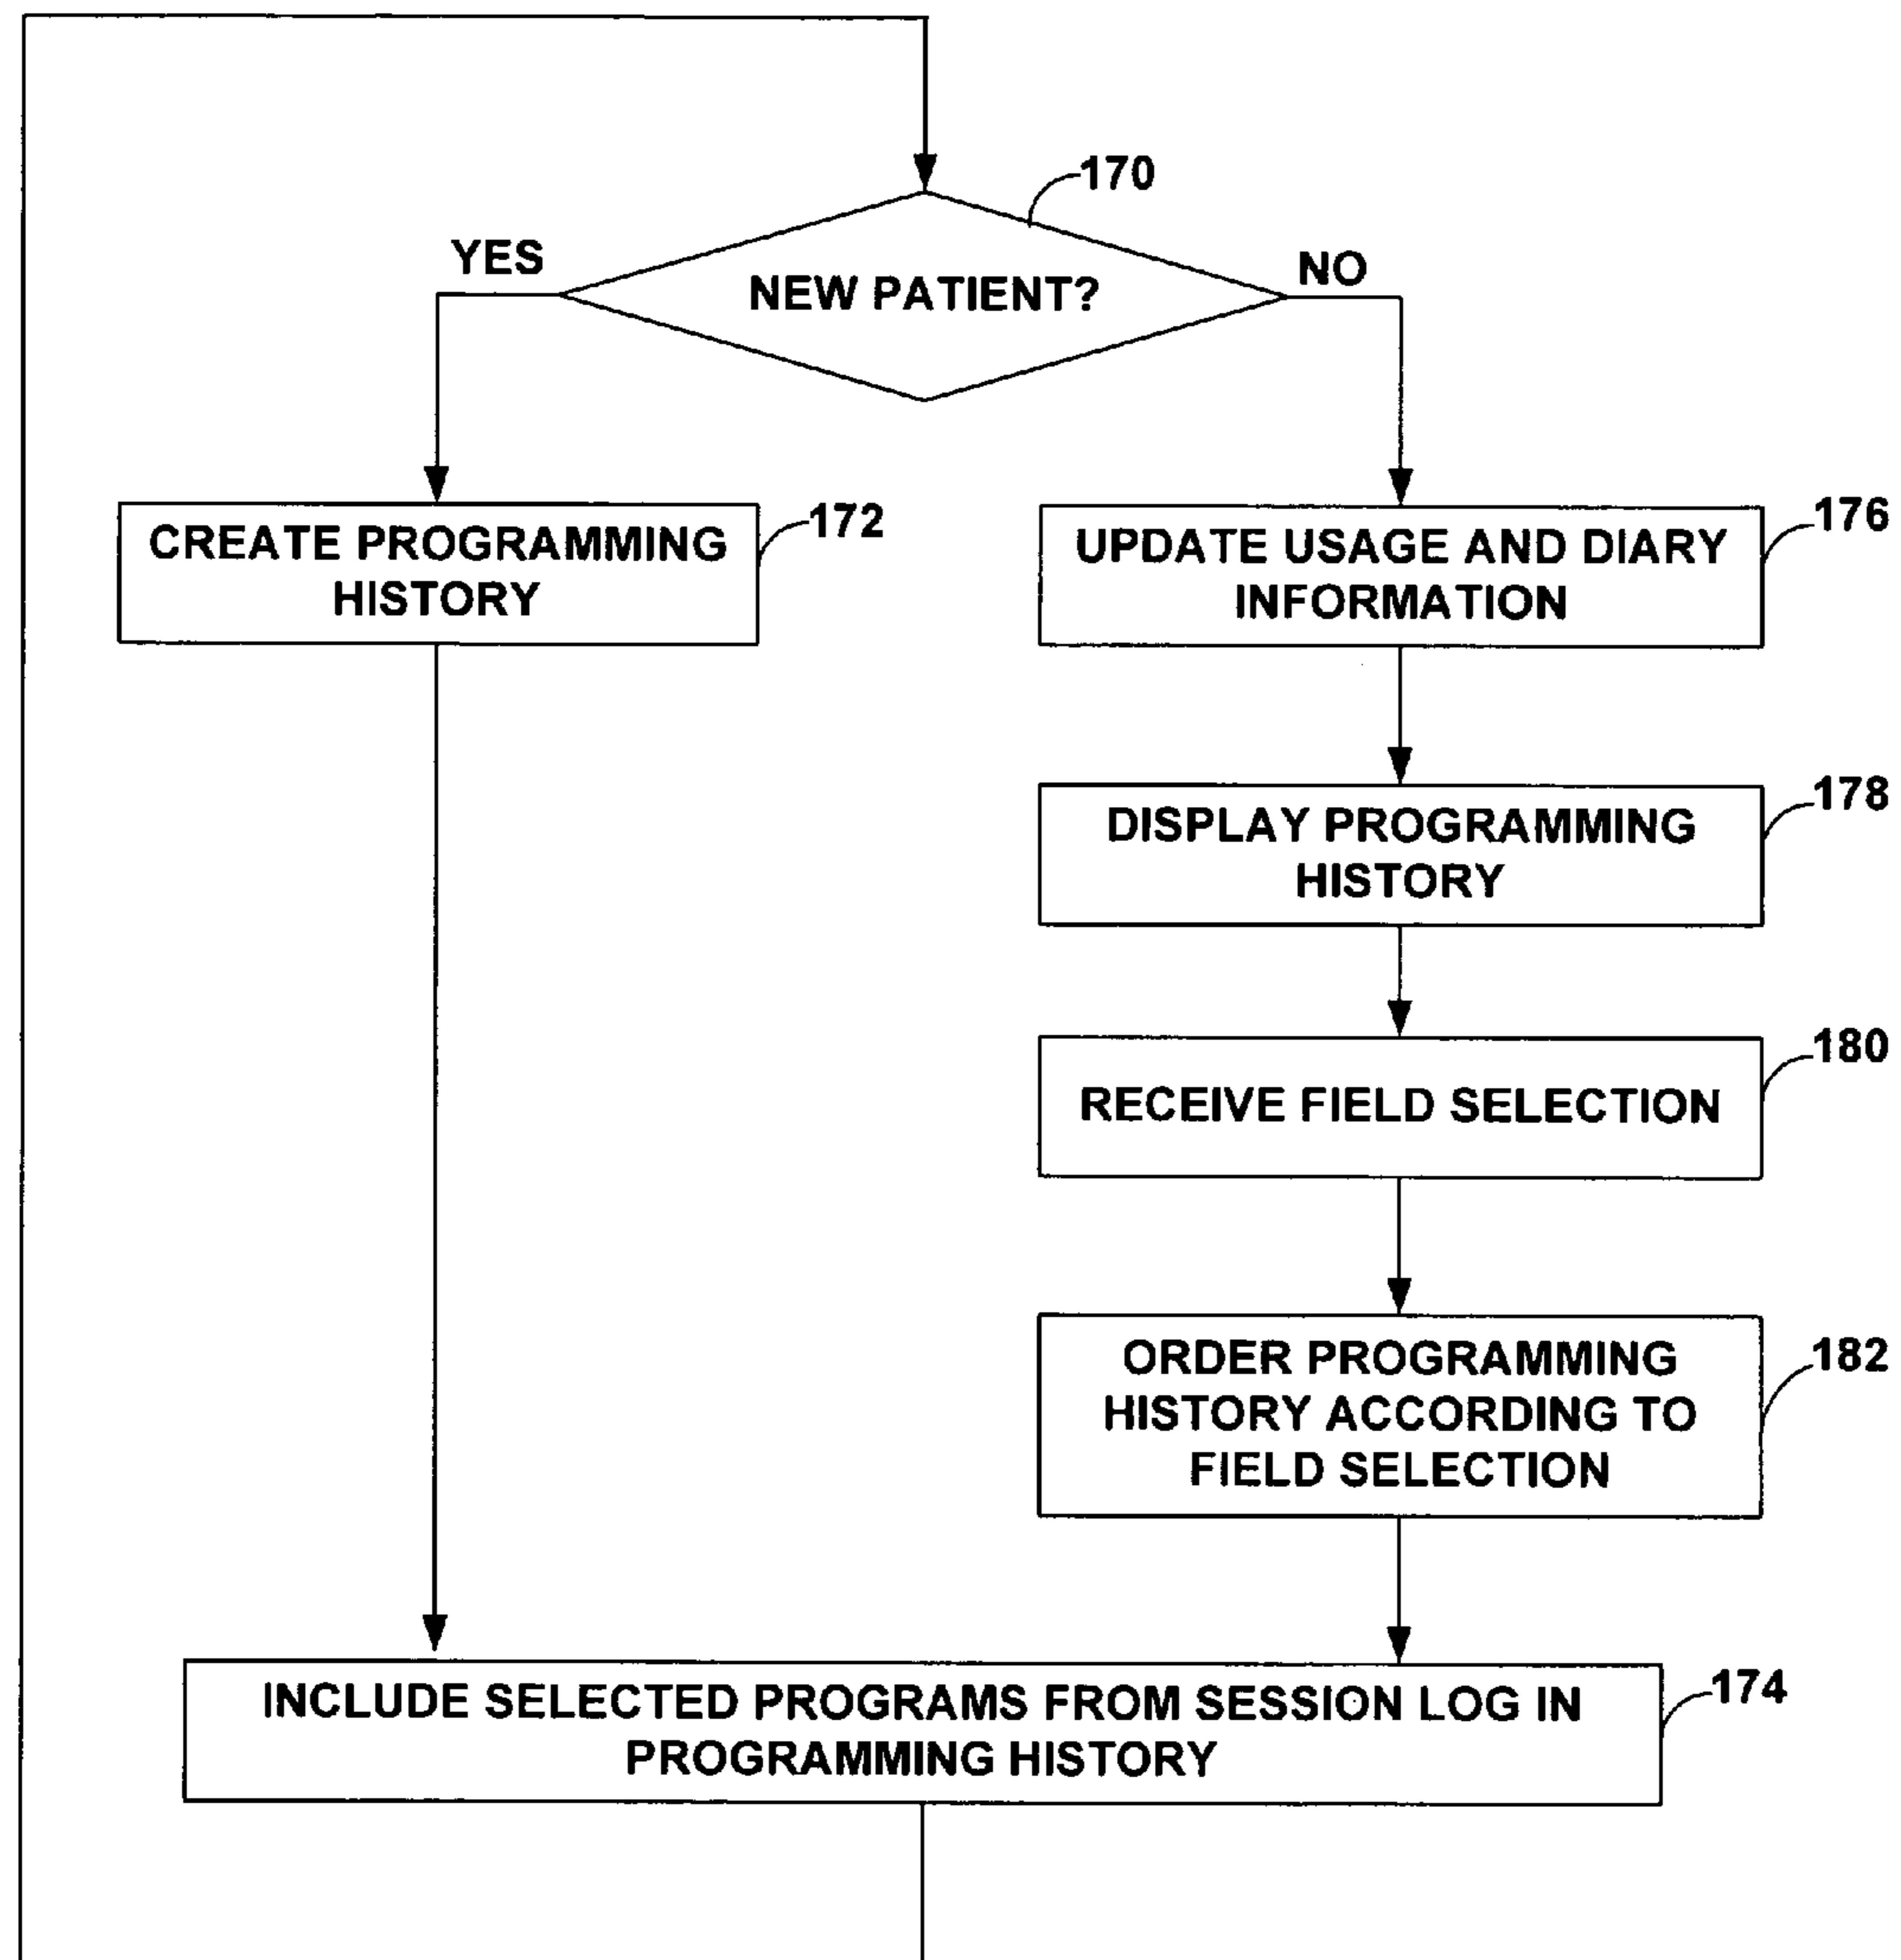 170
YES
NEW PATIENT?
NO
CREATE PROGRAMMING
HISTORY
172
UPDATE USAGE AND DIARY
INFORMATION
176
DISPLAY PROGRAMMING
HISTORY
178
RECEIVE FIELD SELECTION
180
ORDER PROGRAMMING
HISTORY ACCORDING TO
FIELD SELECTION
182
INCLUDE SELECTED PROGRAMS FROM SESSION LOG IN
PROGRAMMING HISTORY
174